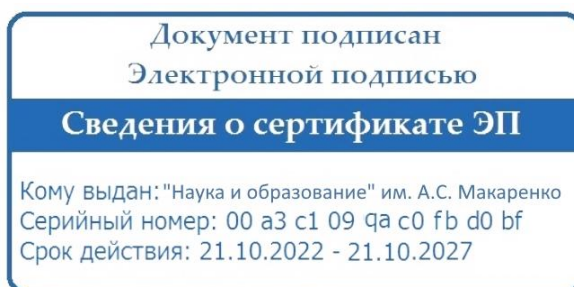 Документ подписан
Электронной подписью
Сведения о сертификате ЭП
Кому выдан:"Наука и образование" им. А.С. Макаренко
Серийный номер: 00 a3 c1 09 qa c0 fb d0 bf
Срок действия: 21.10.2022 - 21.10.2027